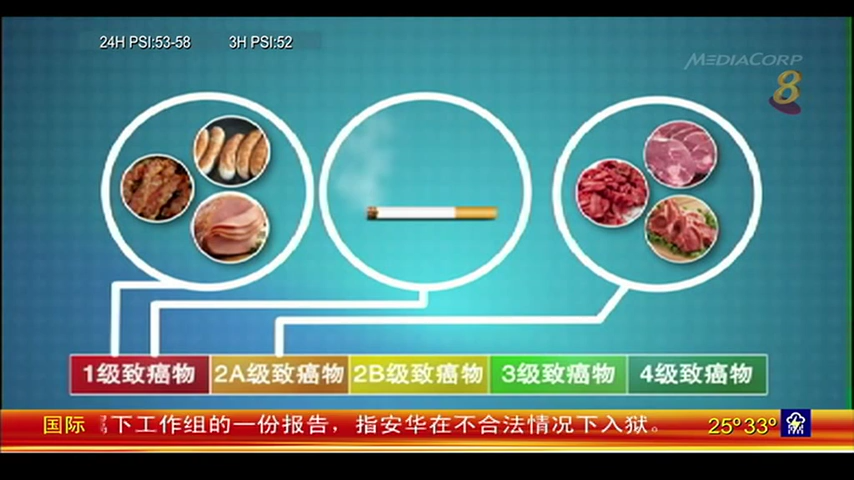 24H PSI:53-58 3H PSI:52
MEDIACORP
8
1级致癌物 2A级致癌物 2B级致癌物 3级致癌物 4级致癌物
国际 下工作组的一份报告，指安华在不合法情况下入狱。 25º33º